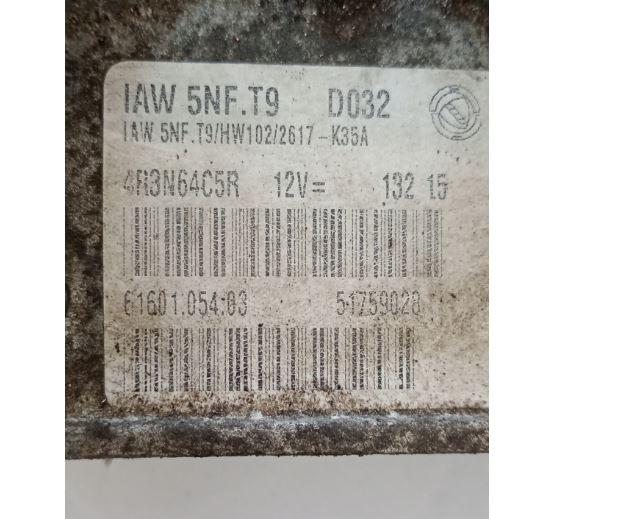 IAW 5NF.T9 D032
IAW 5NF.T9/HW102/2617-K35A
4R3N64C5R 12V= 132 15
61601.054.03 51759028